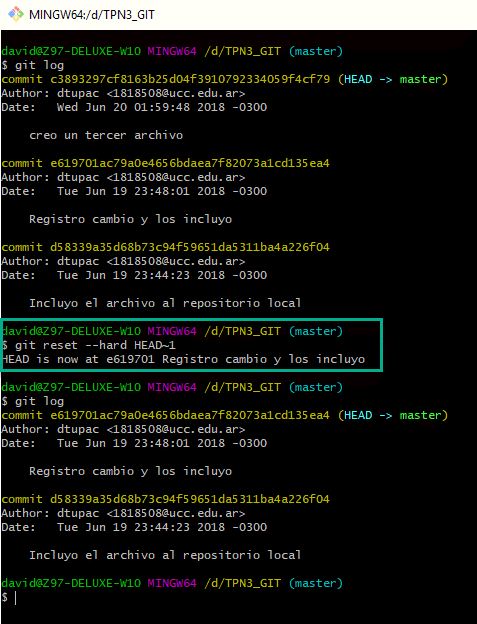 MINGW64:/d/TPN3_GIT
david@Z97-DELUXE-W10 MINGW64 /d/TPN3_GIT (master)
$ git log
commit c3893297cf8163b25d04f3910792334059f4cf79 (HEAD -> master)
Author: dtupac <1818508@ucc.edu.ar>
Date:   Wed Jun 20 01:59:48 2018 -0300
creo un tercer archivo
commit e619701ac79a0e4656bdaea7f82073a1cd135ea4
Author: dtupac <1818508@ucc.edu.ar>
Date:   Tue Jun 19 23:48:01 2018 -0300
Registro cambio y los incluyo
commit d58339a35d68b73c94f59651da5311ba4a226f04
Author: dtupac <1818508@ucc.edu.ar>
Date:   Tue Jun 19 23:44:23 2018 -0300
Incluyo el archivo al repositorio local
david@Z97-DELUXE-W10 MINGW64 /d/TPN3_GIT (master)
$ git reset --hard HEAD~1
HEAD is now at e619701 Registro cambio y los incluyo
david@Z97-DELUXE-W10 MINGW64 /d/TPN3_GIT (master)
$ git log
commit e619701ac79a0e4656bdaea7f82073a1cd135ea4 (HEAD -> master)
Author: dtupac <1818508@ucc.edu.ar>
Date:   Tue Jun 19 23:48:01 2018 -0300
Registro cambio y los incluyo
commit d58339a35d68b73c94f59651da5311ba4a226f04
Author: dtupac <1818508@ucc.edu.ar>
Date:   Tue Jun 19 23:44:23 2018 -0300
Incluyo el archivo al repositorio local
david@Z97-DELUXE-W10 MINGW64 /d/TPN3_GIT (master)
$